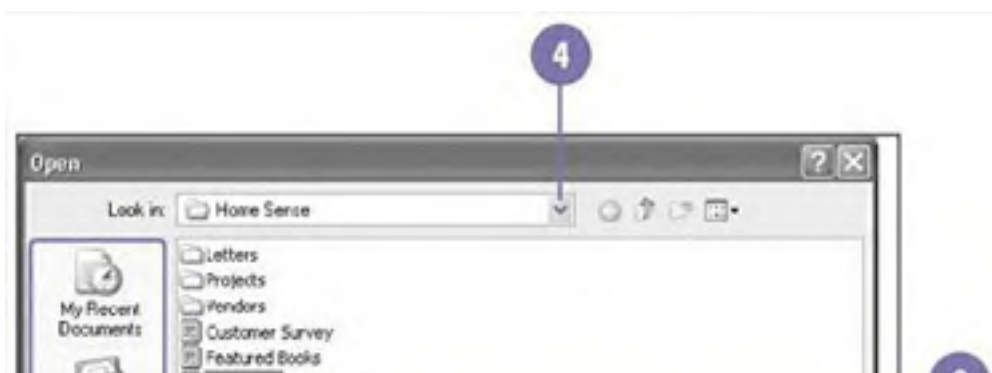 4
Open
Look in: Home Sense
Letters
Projects
Vendors
My Recent
Documents
Customer Survey
Featured Books